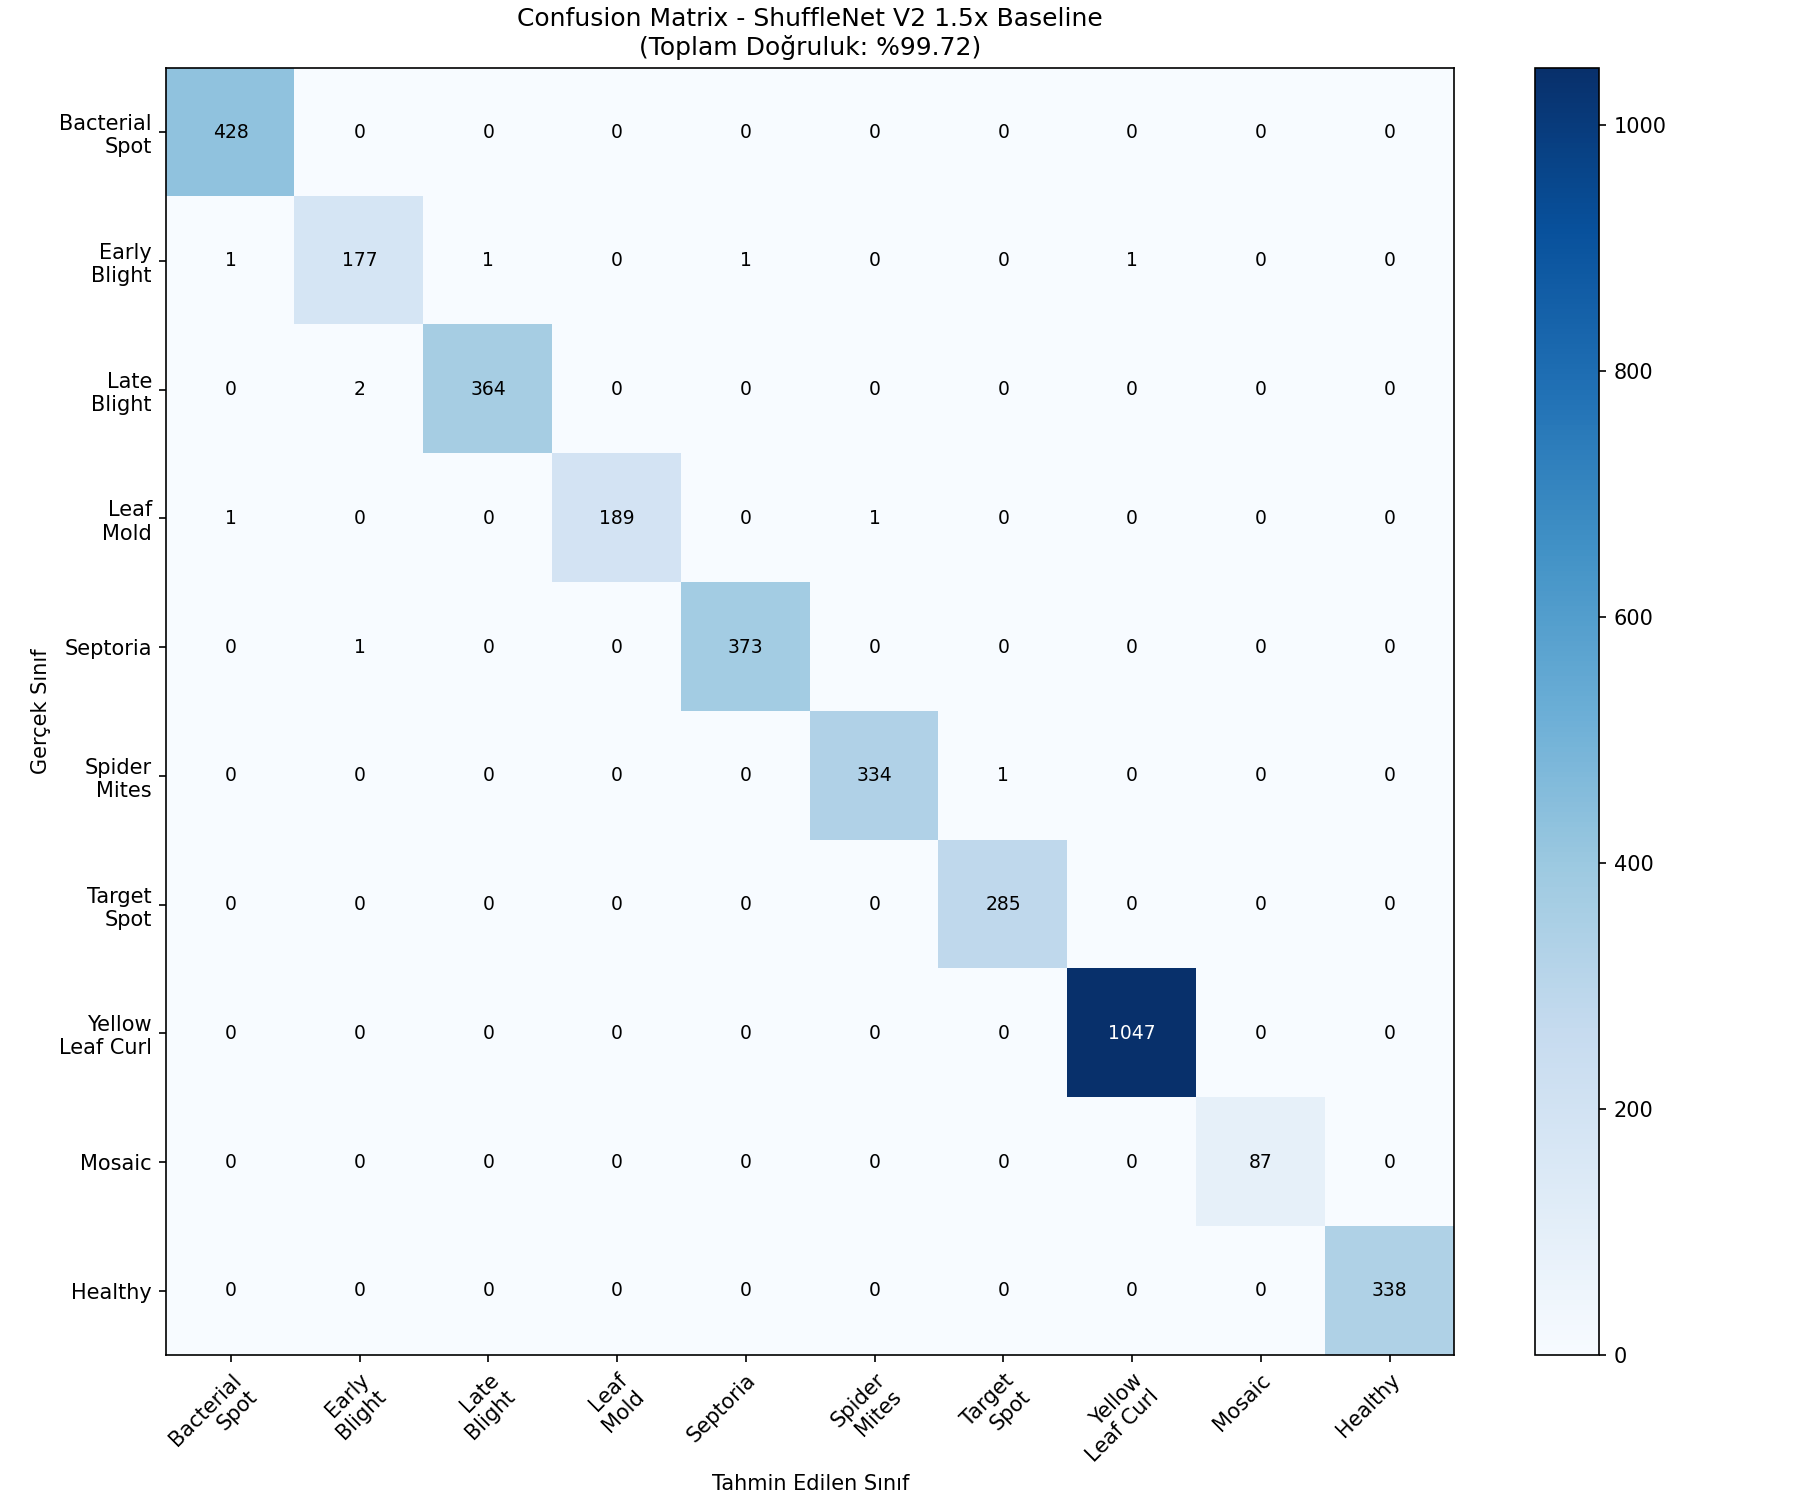 Confusion Matrix - ShuffleNet V2 1.5x Baseline
(Toplam Doğruluk: %99.72)
Bacterial
Spot
428 0 0 0 0 0 0 0 0 0
Early
Blight
1 177 1 0 1 0 0 1 0 0
Late
Blight
0 2 364 0 0 0 0 0 0 0
Leaf
Mold
1 0 0 189 0 1 0 0 0 0
Septoria
0 1 0 0 373 0 0 0 0 0
Spider
Mites
0 0 0 0 0 334 1 0 0 0
Target
Spot
0 0 0 0 0 0 285 0 0 0
Yellow
Leaf Curl
0 0 0 0 0 0 0 1047 0 0
Mosaic
0 0 0 0 0 0 0 0 87 0
Healthy
0 0 0 0 0 0 0 0 0 338
Gerçek Sınıf
Bacterial
Spot
Early
Blight
Late
Blight
Leaf
Mold
Septoria
Spider
Mites
Target
Spot
Yellow
Leaf Curl
Mosaic
Healthy
Tahmin Edilen Sınıf
1000
800
600
400
200
0